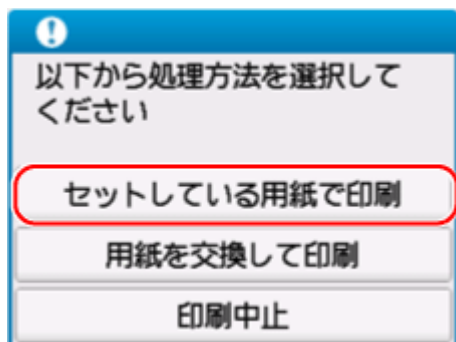 以下から処理方法を選択して
ください
セットしている用紙で印刷
用紙を交換して印刷
印刷中止